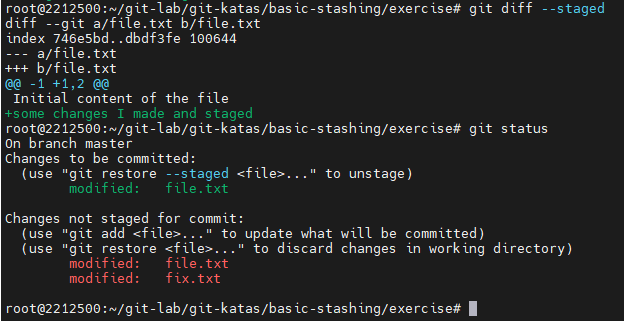 root@2212500:~/git-lab/git-katas/basic-stashing/exercise# git diff --staged
diff --git a/file.txt b/file.txt
index 746e5bd..dbdf3fe 100644
--- a/file.txt
+++ b/file.txt
@@ -1 +1,2 @@
 Initial content of the file
+some changes I made and staged
root@2212500:~/git-lab/git-katas/basic-stashing/exercise# git status
On branch master
Changes to be committed:
  (use "git restore --staged <file>..." to unstage)
        modified:   file.txt

Changes not staged for commit:
  (use "git add <file>..." to update what will be committed)
  (use "git restore <file>..." to discard changes in working directory)
        modified:   file.txt
        modified:   fix.txt

root@2212500:~/git-lab/git-katas/basic-stashing/exercise#